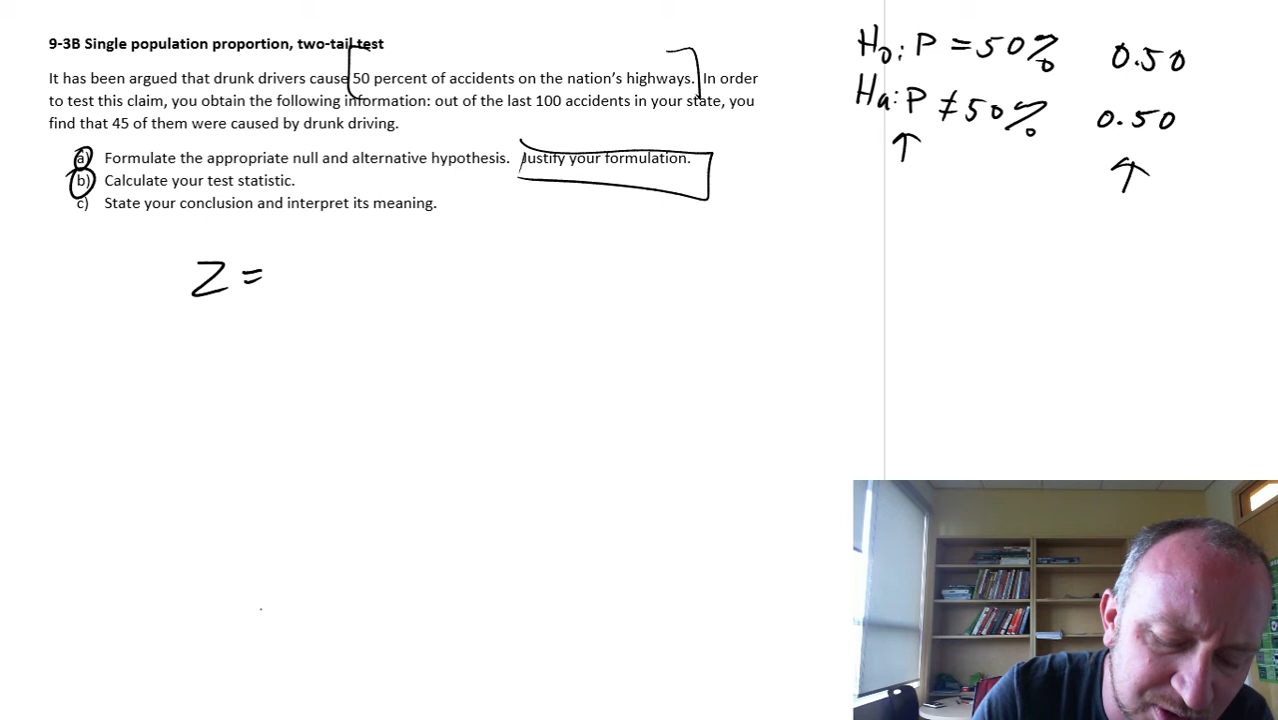 9-3B Single population proportion, two-tail test
It has been argued that drunk drivers cause 50 percent of accidents on the nation's highways. In order
to test this claim, you obtain the following information: out of the last 100 accidents in your state, you
find that 45 of them were caused by drunk driving.
a) Formulate the appropriate null and alternative hypothesis. Justify your formulation.
b) Calculate your test statistic.
c) State your conclusion and interpret its meaning.
Z =
H₀: P = 50% 0.50
Ha: P ≠ 50% 0.50